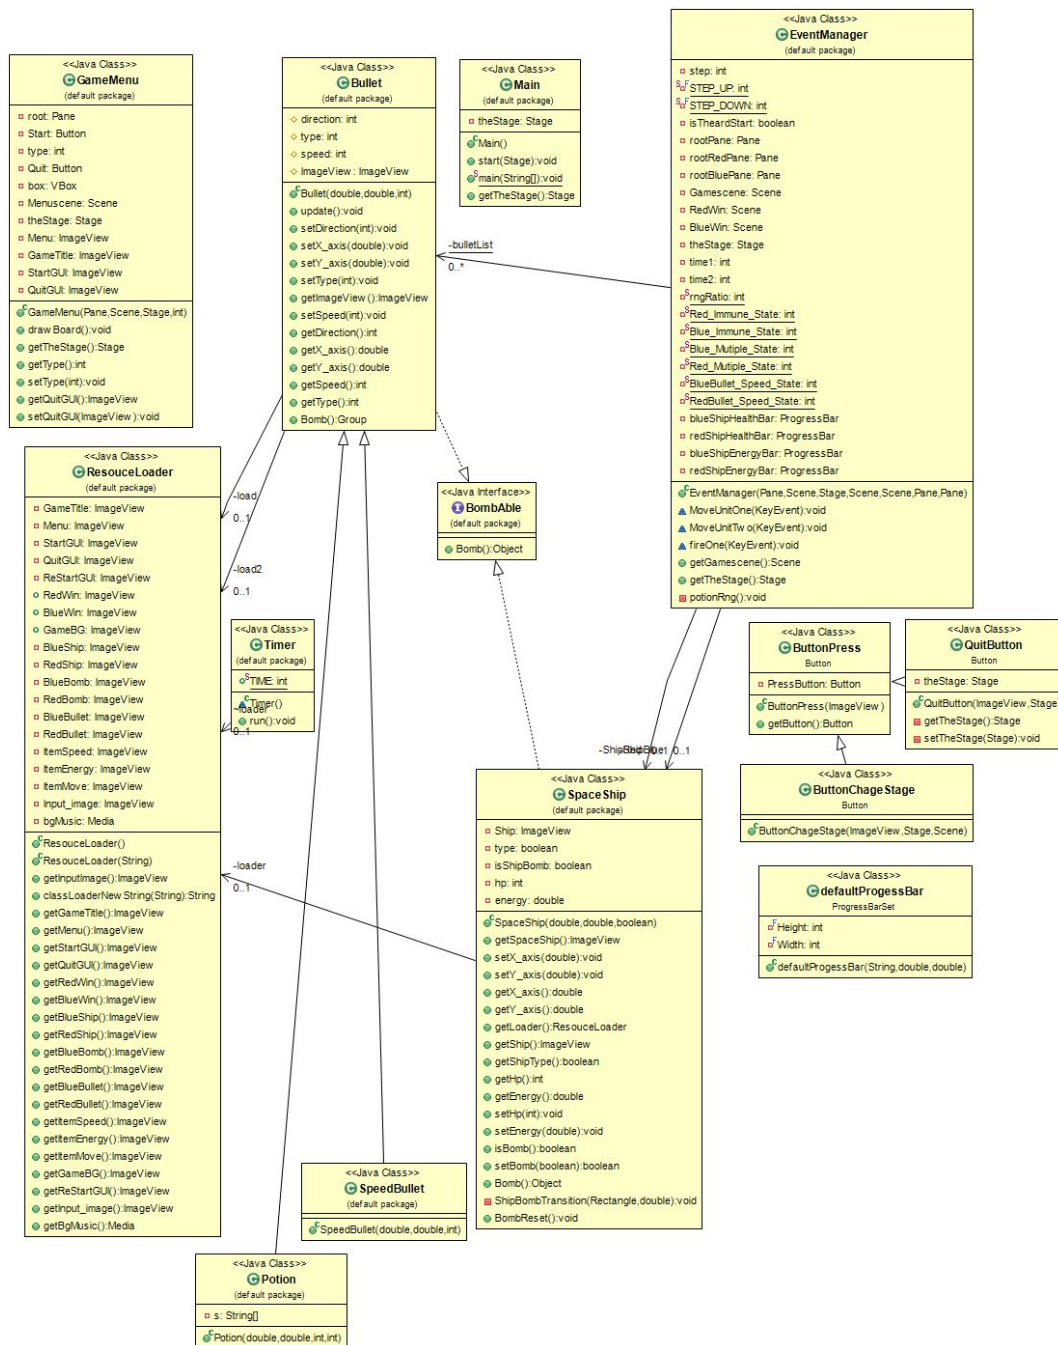 <<Java Class>>
GameMenu
(default package)
root: Pane
Start: Button
type: int
Quit: Button
box: VBox
Menuscene: Scene
theStage: Stage
Menu: ImageView
GameTitle: ImageView
StartGUI: ImageView
QuitGUI: ImageView
GameMenu(Pane,Scene,Stage,int)
drawBoard():void
getTheStage():Stage
getType():int
setType(int):void
getQuitGUI():ImageView
setQuitGUI(ImageView):void
<<Java Class>>
Bullet
(default package)
direction: int
type: int
speed: int
ImageView: ImageView
Bullet(double,double,int)
update():void
setDirection(int):void
setX_axis(double):void
setY_axis(double):void
setType(int):void
getImageView():ImageView
setSpeed(int):void
getDirection():int
getX_axis():double
getY_axis():double
getSpeed():int
getType():int
Bomb():Group
<<Java Class>>
Main
(default package)
theStage: Stage
Main()
start(Stage):void
main(String[]):void
getTheStage():Stage
<<Java Class>>
EventManager
(default package)
step: int
STEP_UP: int
STEP_DOWN: int
isTheardStart: boolean
rootPane: Pane
rootRedPane: Pane
rootBluePane: Pane
Gamescene: Scene
RedWin: Scene
BlueWin: Scene
theStage: Stage
time1: int
time2: int
rngRatio: int
Red_Immune_State: int
Blue_Immune_State: int
Blue_Mutiple_State: int
Red_Mutiple_State: int
BlueBullet_Speed_State: int
RedBullet_Speed_State: int
blueShipHealthBar: ProgressBar
redShipHealthBar: ProgressBar
blueShipEnergyBar: ProgressBar
redShipEnergyBar: ProgressBar
EventManager(Pane,Scene,Stage,Scene,Scene,Pane,Pane)
MoveUnitOne(KeyEvent):void
MoveUnitTwo(KeyEvent):void
fireOne(KeyEvent):void
getGamescene():Scene
getTheStage():Stage
potionRng():void
-bulletList
0..*
-load
0..1
-load2
0..1
<<Java Class>>
ResouceLoader
(default package)
GameTitle: ImageView
Menu: ImageView
StartGUI: ImageView
QuitGUI: ImageView
ReStartGUI: ImageView
RedWin: ImageView
BlueWin: ImageView
GameBG: ImageView
BlueShip: ImageView
RedShip: ImageView
BlueBomb: ImageView
RedBomb: ImageView
BlueBullet: ImageView
RedBullet: ImageView
ItemSpeed: ImageView
ItemEnergy: ImageView
ItemMove: ImageView
Input_image: ImageView
bgMusic: Media
ResouceLoader()
ResouceLoader(String)
getInputImage():ImageView
classLoaderNewString(String):String
getGameTitle():ImageView
getMenu():ImageView
getStartGUI():ImageView
getQuitGUI():ImageView
getRedWin():ImageView
getBlueWin():ImageView
getBlueShip():ImageView
getRedShip():ImageView
getBlueBomb():ImageView
getRedBomb():ImageView
getBlueBullet():ImageView
getRedBullet():ImageView
getItemSpeed():ImageView
getItemEnergy():ImageView
getItemMove():ImageView
getGameBG():ImageView
getReStartGUI():ImageView
getInput_image():ImageView
getBgMusic():Media
<<Java Interface>>
BombAble
(default package)
Bomb():Object
<<Java Class>>
Timer
(default package)
TIME: int
Timer()
run():void
~loader
0..1
<<Java Class>>
ButtonPress
Button
PressButton: Button
ButtonPress(ImageView)
getButton():Button
<<Java Class>>
QuitButton
Button
theStage: Stage
QuitButton(ImageView,Stage)
getTheStage():Stage
setTheStage(Stage):void
0..1
<<Java Class>>
ButtonChageStage
Button
ButtonChageStage(ImageView,Stage,Scene)
-loader
0..1
<<Java Class>>
SpaceShip
(default package)
Ship: ImageView
type: boolean
isShipBomb: boolean
hp: int
energy: double
SpaceShip(double,double,boolean)
getSpaceShip():ImageView
setX_axis(double):void
setY_axis(double):void
getX_axis():double
getY_axis():double
getLoader():ResouceLoader
getShip():ImageView
getShipType():boolean
getHp():int
getEnergy():double
setHp(int):void
setEnergy(double):void
isBomb():boolean
setBomb(boolean):boolean
Bomb():Object
ShipBombTransition(Rectangle,double):void
BombReset():void
<<Java Class>>
defaultProgessBar
ProgressBarSet
Height: int
Width: int
defaultProgessBar(String,double,double)
<<Java Class>>
SpeedBullet
(default package)
SpeedBullet(double,double,int)
<<Java Class>>
Potion
(default package)
s: String[]
Potion(double,double,int,int)